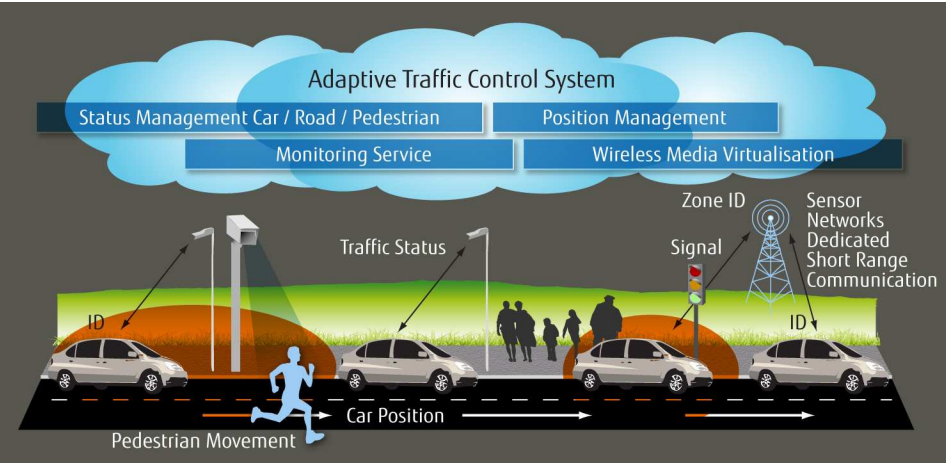 Adaptive Traffic Control System
Status Management Car / Road / Pedestrian
Position Management
Monitoring Service
Wireless Media Virtualisation
Zone ID
Sensor
Networks
Dedicated
Short Range
Communication
Traffic Status
Signal
ID
ID
Car Position
Pedestrian Movement